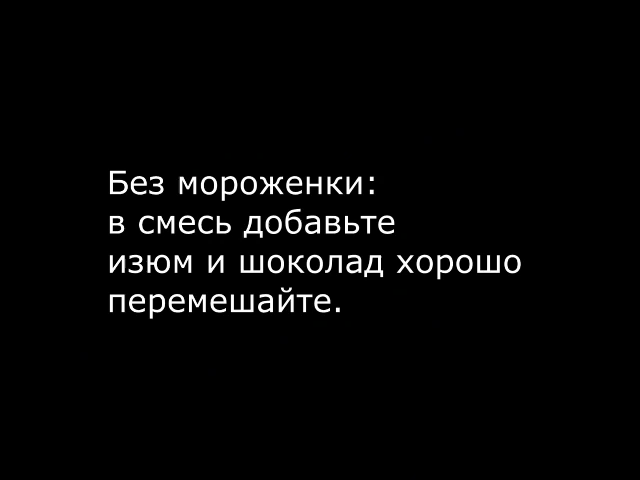 Без мороженки:
в смесь добавьте
изюм и шоколад хорошо
перемешайте.